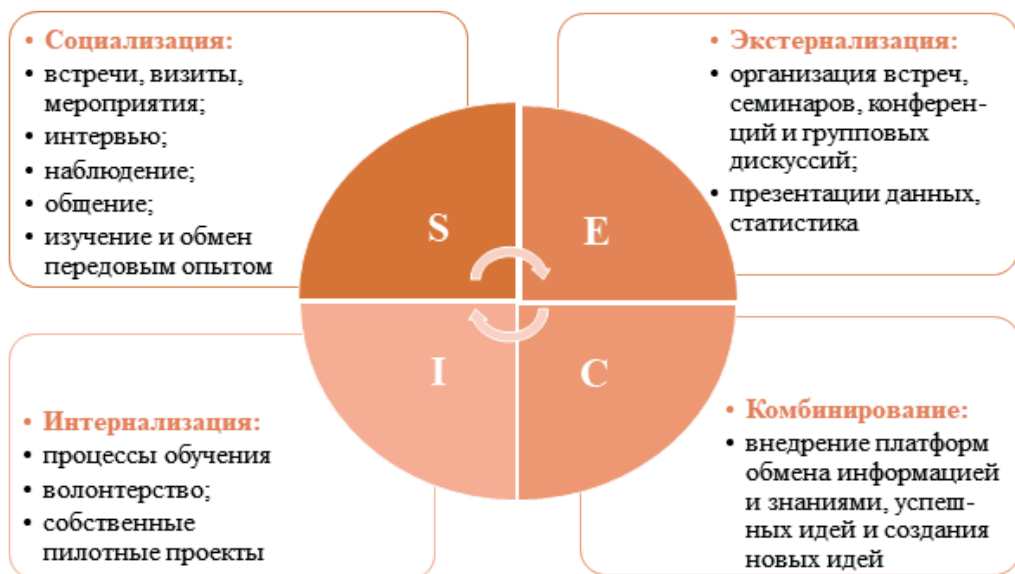 • Социализация:
• встречи, визиты,
мероприятия;
• интервью;
• наблюдение;
• общение;
• изучение и обмен
передовым опытом
• Экстернализация:
• организация встреч,
семинаров, конферен-
ций и групповых
дискуссий;
• презентации данных,
статистика
S
E
I
C
• Интернализация:
• процессы обучения
• волонтерство;
• собственные
пилотные проекты
• Комбинирование:
• внедрение платформ
обмена информацией
и знаниями, успеш-
ных идей и создания
новых идей